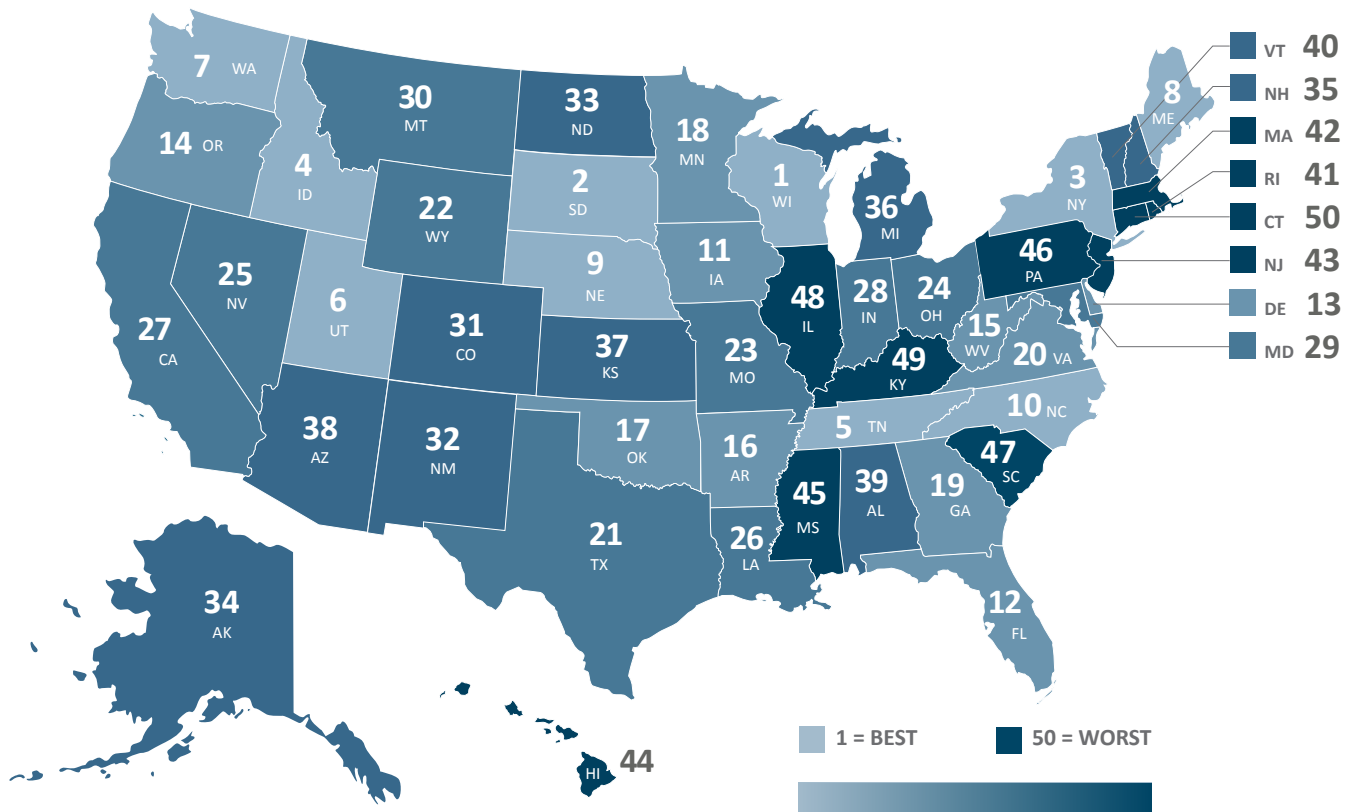 7 WA
30
MT
33
ND
18
MN
14 OR
4
ID
2
SD
1
WI
36
MI
3
NY
8
ME
VT 40
NH 35
MA 42
RI 41
CT 50
NJ 43
DE 13
MD 29
22
WY
25
NV
6
UT
9
NE
11
IA
48
IL
28
IN
24
OH
46
PA
27
CA
31
CO
37
KS
23
MO
49
KY
15
WV
20 VA
38
AZ
32
NM
17
OK
16
AR
5 TN
10 NC
47
SC
21
TX
26
LA
45
MS
39
AL
19
GA
12
FL
34
AK
HI 44
1 = BEST
50 = WORST